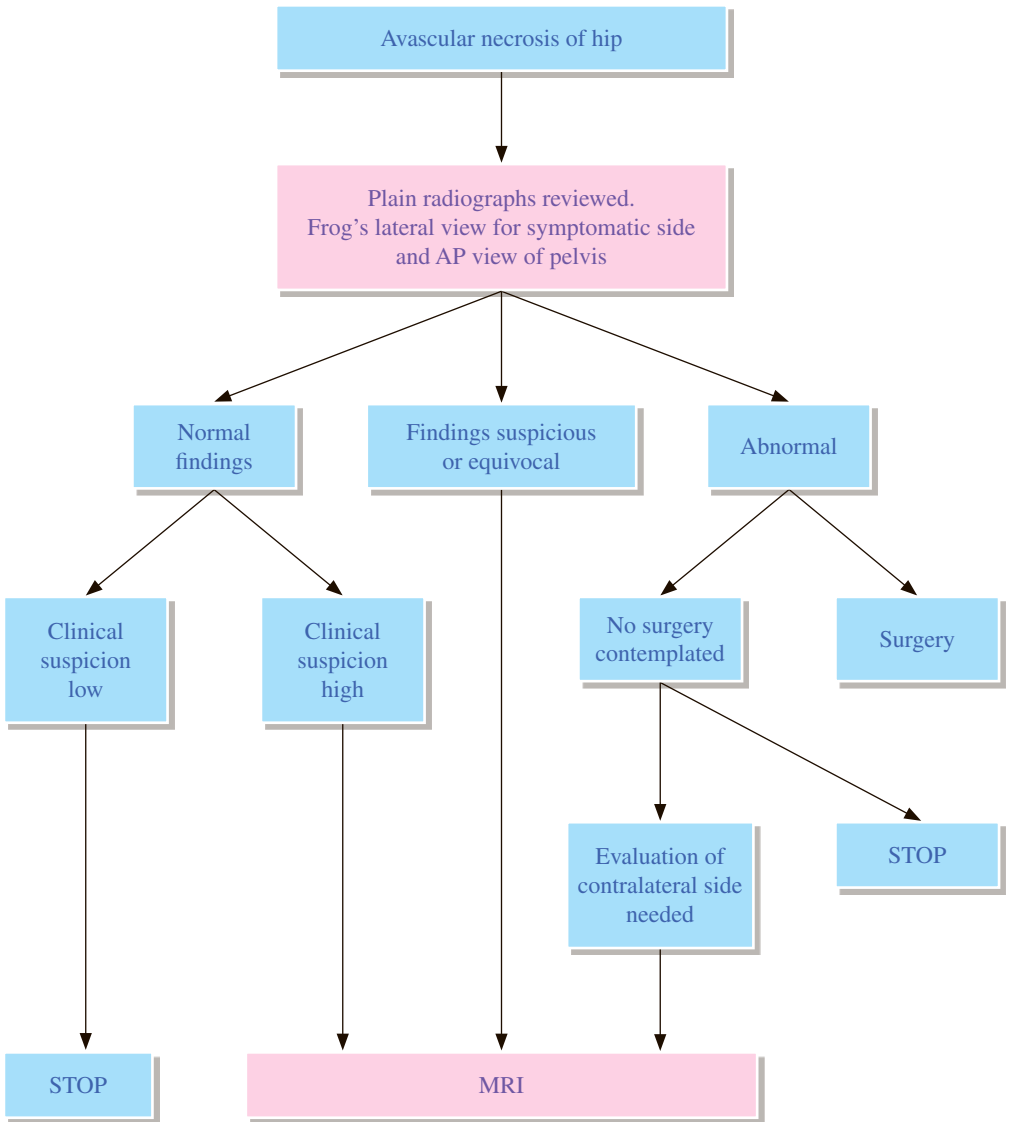 Avascular necrosis of hip
Plain radiographs reviewed.
Frog's lateral view for symptomatic side
and AP view of pelvis
Normal
findings
Findings suspicious
or equivocal
Abnormal
Clinical
suspicion
low
Clinical
suspicion
high
No surgery
contemplated
Surgery
Evaluation of
contralateral side
needed
STOP
STOP
MRI